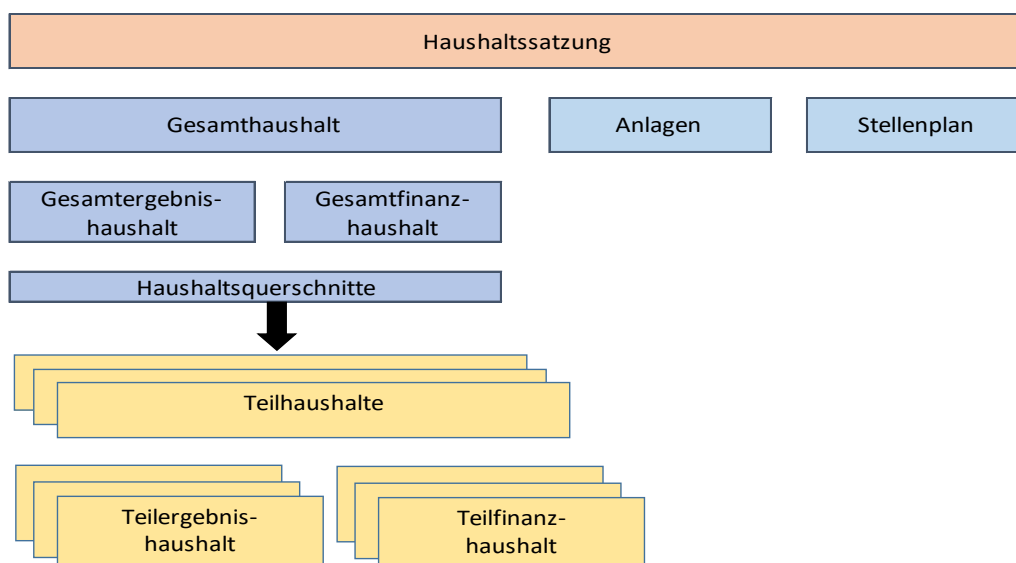 Haushaltssatzung
Gesamthaushalt
Anlagen
Stellenplan
Gesamtergebnis-
haushalt
Gesamtfinanz-
haushalt
Haushaltsquerschnitte
Teilhaushalte
Teilergebnis-
haushalt
Teilfinanz-
haushalt